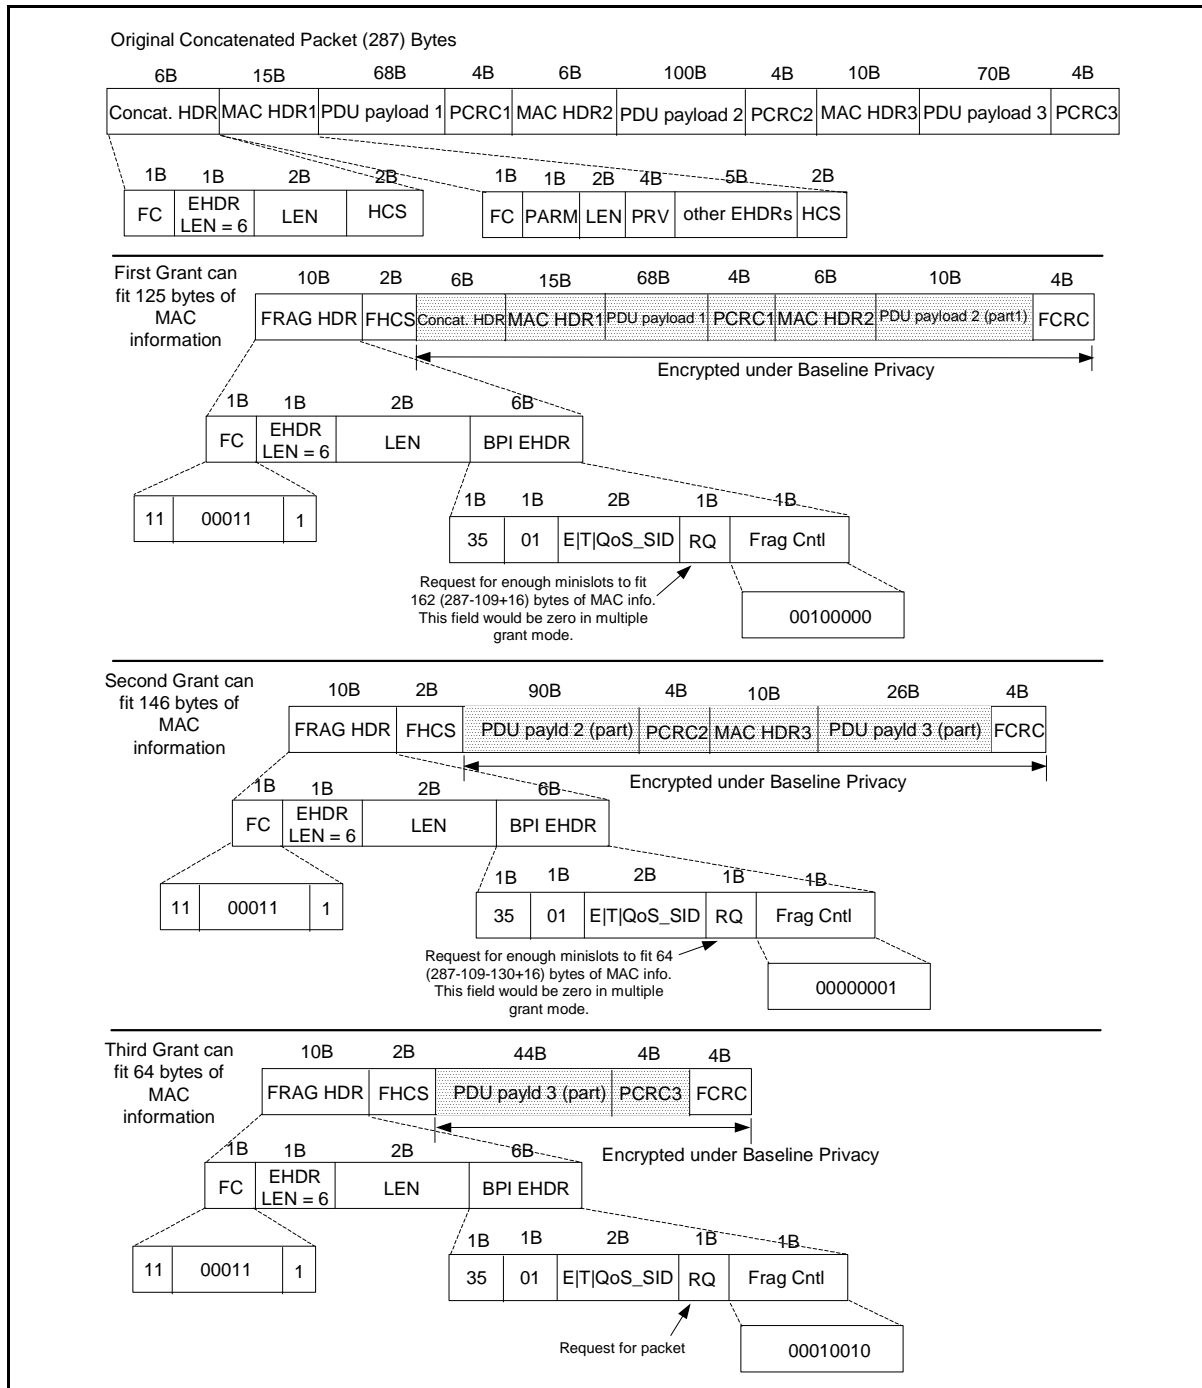 Original Concatenated Packet (287) Bytes
6B 15B 68B 4B 6B 100B 4B 10B 70B 4B
Concat. HDR MAC HDR1 PDU payload 1 PCRC1 MAC HDR2 PDU payload 2 PCRC2 MAC HDR3 PDU payload 3 PCRC3
1B 1B 2B 2B
FC EHDR LEN = 6 LEN HCS
1B 1B 2B 4B 5B 2B
FC PARM LEN PRV other EHDRs HCS
First Grant can
fit 125 bytes of
MAC
information
10B 2B 6B 15B 68B 4B 6B 10B 4B
FRAG HDR FHCS Concat. HDR MAC HDR1 PDU payload 1 PCRC1 MAC HDR2 PDU payload 2 (part1) FCRC
Encrypted under Baseline Privacy
1B 1B 2B 6B
FC EHDR LEN = 6 LEN BPI EHDR
11 00011 1
1B 1B 2B 1B 1B
35 01 E|T|QoS_SID RQ Frag Cntl
Request for enough minislots to fit
162 (287-109+16) bytes of MAC info.
This field would be zero in multiple
grant mode.
00100000
Second Grant can
fit 146 bytes of
MAC
information
10B 2B 90B 4B 10B 26B 4B
FRAG HDR FHCS PDU payld 2 (part) PCRC2 MAC HDR3 PDU payld 3 (part) FCRC
Encrypted under Baseline Privacy
1B 1B 2B 6B
FC EHDR LEN = 6 LEN BPI EHDR
11 00011 1
1B 1B 2B 1B 1B
35 01 E|T|QoS_SID RQ Frag Cntl
Request for enough minislots to fit 64
(287-109-130+16) bytes of MAC info.
This field would be zero in multiple
grant mode.
00000001
Third Grant can
fit 64 bytes of
MAC
information
10B 2B 44B 4B 4B
FRAG HDR FHCS PDU payld 3 (part) PCRC3 FCRC
Encrypted under Baseline Privacy
1B 1B 2B 6B
FC EHDR LEN = 6 LEN BPI EHDR
11 00011 1
1B 1B 2B 1B 1B
35 01 E|T|QoS_SID RQ Frag Cntl
Request for packet
00010010